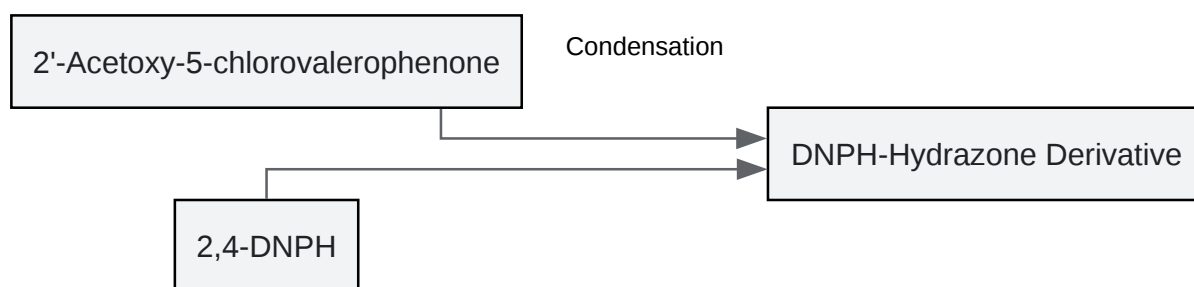 2'-Acetoxy-5-chlorovalerophenone
Condensation
DNPH-Hydrazone Derivative
2,4-DNPH